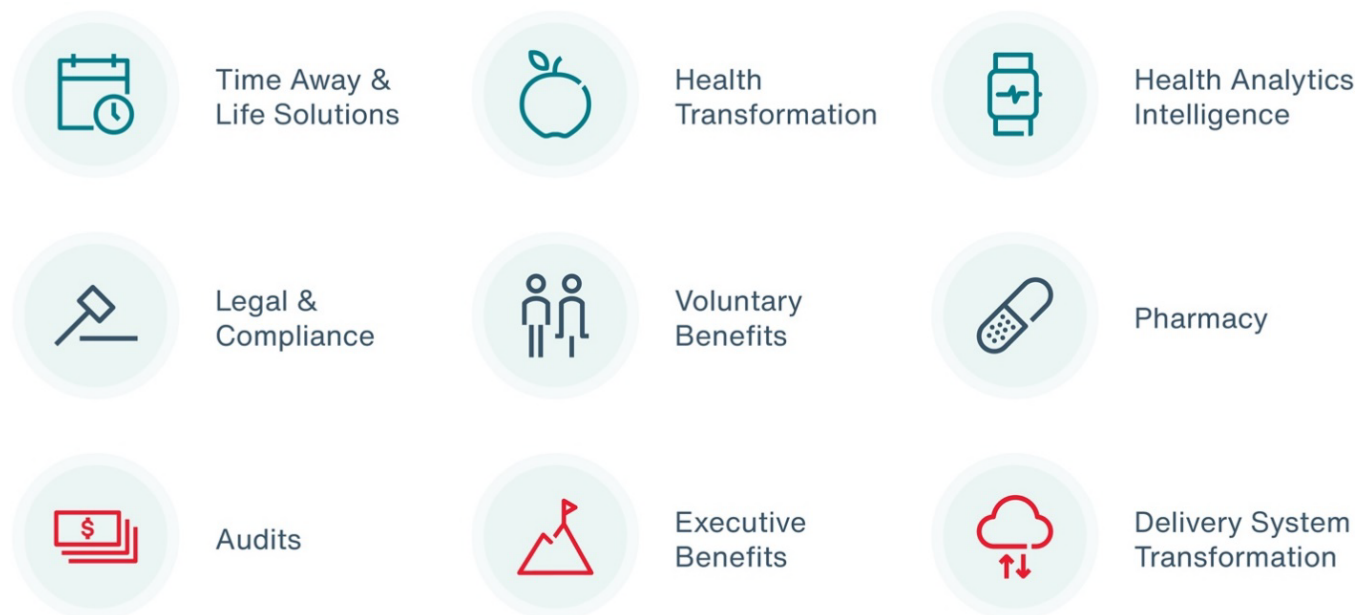 Time Away &
Life Solutions
Health
Transformation
Health Analytics
Intelligence
Legal &
Compliance
Voluntary
Benefits
Pharmacy
$
Audits
Executive
Benefits
Delivery System
Transformation